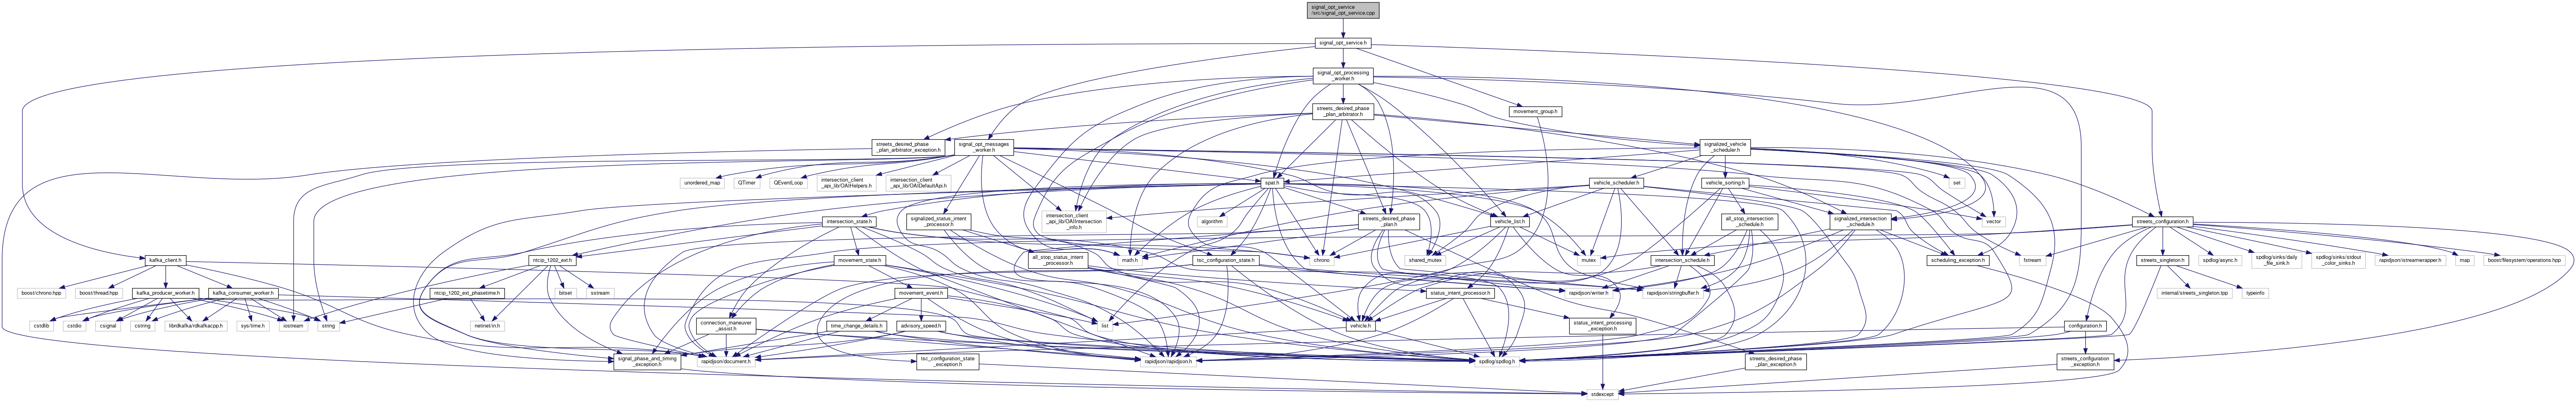 signal_opt_service
/src/signal_opt_service.cpp
signal_opt_service.h
signal_opt_processing
_worker.h
streets_desired_phase
_plan_arbitrator.h
movement_group.h
streets_desired_phase
_plan_arbitrator_exception.h
signal_opt_messages
_worker.h
signalized_vehicle
_scheduler.h
unordered_map
QTimer
QEventLoop
intersection_client
_api_lib/OAIHelpers.h
intersection_client
_api_lib/OAIDefaultApi.h
spat.h
vehicle_scheduler.h
vehicle_sorting.h
set
intersection_state.h
signalized_status_intent
_processor.h
intersection_client
_api_lib/OAIIntersection
_info.h
algorithm
streets_desired_phase
_plan.h
vehicle_list.h
all_stop_intersection
_schedule.h
signalized_intersection
_schedule.h
vector
streets_configuration.h
kafka_client.h
ntcip_1202_ext.h
movement_state.h
all_stop_status_intent
_processor.h
math.h
tsc_configuration_state.h
chrono
shared_mutex
mutex
intersection_schedule.h
scheduling_exception.h
fstream
streets_singleton.h
spdlog/async.h
spdlog/sinks/daily
_file_sink.h
spdlog/sinks/stdout
_color_sinks.h
rapidjson/istreamwrapper.h
map
boost/filesystem/operations.hpp
boost/chrono.hpp
boost/thread.hpp
kafka_producer_worker.h
kafka_consumer_worker.h
ntcip_1202_ext_phasetime.h
bitset
sstream
movement_event.h
status_intent_processor.h
rapidjson/writer.h
rapidjson/stringbuffer.h
internal/streets_singleton.tpp
typeinfo
cstdlib
cstdio
csignal
cstring
librdkafka/rdkafkacpp.h
sys/time.h
iostream
string
netinet/in.h
connection_maneuver
_assist.h
time_change_details.h
advisory_speed.h
list
vehicle.h
status_intent_processing
_exception.h
configuration.h
signal_phase_and_timing
_exception.h
rapidjson/document.h
tsc_configuration_state
_exception.h
rapidjson/rapidjson.h
spdlog/spdlog.h
streets_desired_phase
_plan_exception.h
streets_configuration
_exception.h
stdexcept